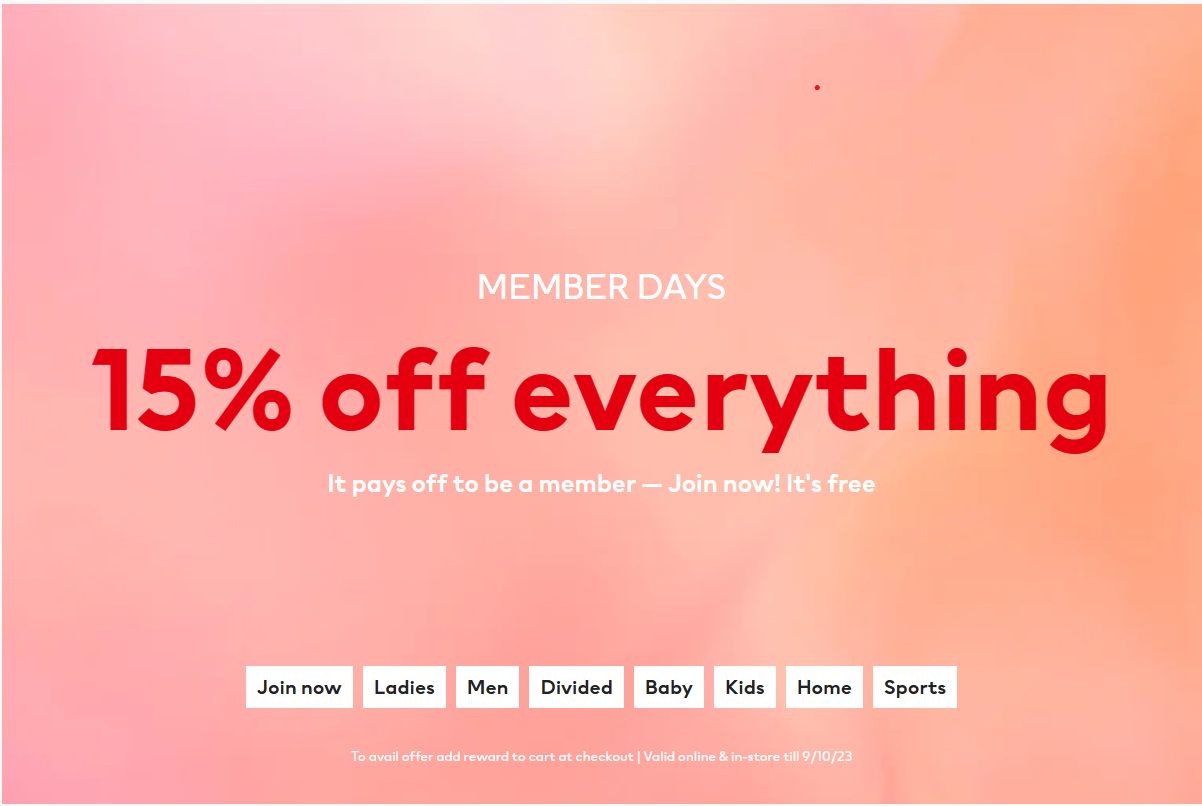 MEMBER DAYS
15% off everything
It pays off to be a member — Join now! It's free
Join now Ladies Men Divided Baby Kids Home Sports
To avail offer add reward to cart at checkout | Valid online & in-store till 9/10/23